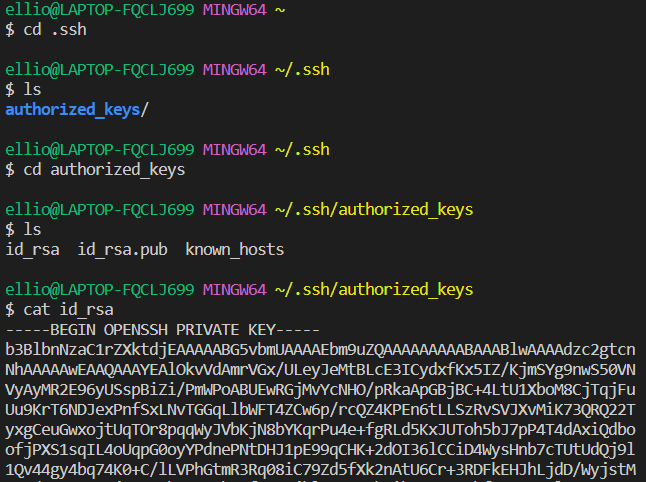 ellio@LAPTOP-FQCLJ699 MINGW64 ~
$ cd .ssh
ellio@LAPTOP-FQCLJ699 MINGW64 ~/.ssh
$ ls
authorized_keys/
ellio@LAPTOP-FQCLJ699 MINGW64 ~/.ssh
$ cd authorized_keys
ellio@LAPTOP-FQCLJ699 MINGW64 ~/.ssh/authorized_keys
$ ls
id_rsa id_rsa.pub known_hosts
ellio@LAPTOP-FQCLJ699 MINGW64 ~/.ssh/authorized_keys
$ cat id_rsa
-----BEGIN OPENSSH PRIVATE KEY-----
b3BlbnNzaC1rZXktdjEAAAAABG5vbmUAAAAEbm9uZQAAAAAAAAABAAABlwAAAAdzc2gtcn
NhAAAAAwEAAQAAAYEAlOkvVdAmrVGx/ULeyJeMtBLcE3ICydxfKx5IZ/KjmSYg9nwS50VN
VyAyMR2E96yUSspBiZi/PmWPoABUEwRGjMvYcNHO/pRkaApGBjBC+4LtU1XboM8CjTqjFu
Uu9KrT6NDJexPnfSxLNvTGGqLlbWFT4ZCw6p/rcQZ4KPEn6tLLSzRvSVJXvMiK73QRQ22T
yxgCeuGwxojtUqTOr8pqqWyJVbKjN8bYKqrPu4e+fgRLd5KxJUToh5bJ7pP4T4dAxiQdbo
ofjPXS1sqIL4oUqpG0oyYPdnePNtDHJ1pE99qCHK+2dOI36lCCiD4WysHnb7cTUtUdQj9l
1Qv44gy4bq74K0+C/lLVPhGtmR3Rq08iC79Zd5fXk2nAtU6Cr+3RDFkEHJhLjdD/WyjstM